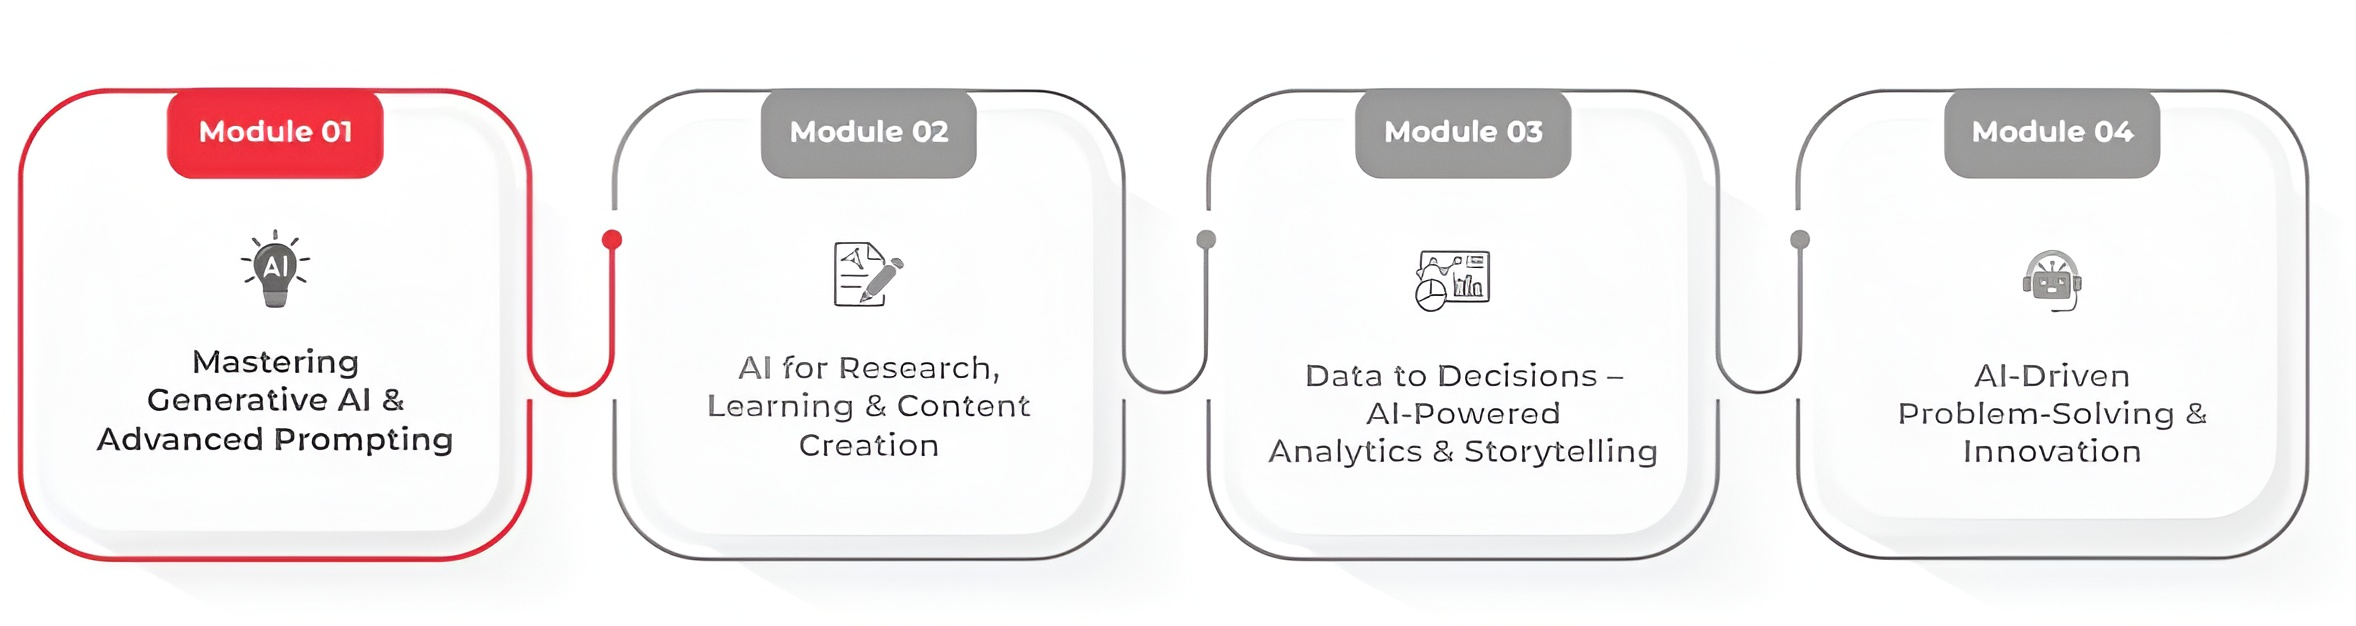 Module 01
AI
Mastering
Generative AI &
Advanced Prompting
Module 02
AI for Research,
Learning & Content
Creation
Module 03
Data to Decisions –
AI-Powered
Analytics & Storytelling
Module 04
AI-Driven
Problem-Solving &
Innovation